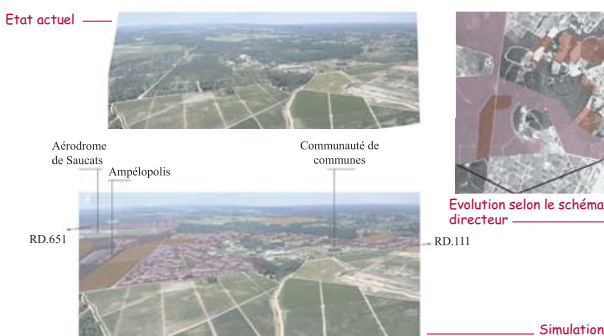 Etat actuel
Aérodrome
de Saucats
Ampélopolis
Communauté de
communes
RD.651
RD.111
Evolution selon le schéma
directeur
Simulation